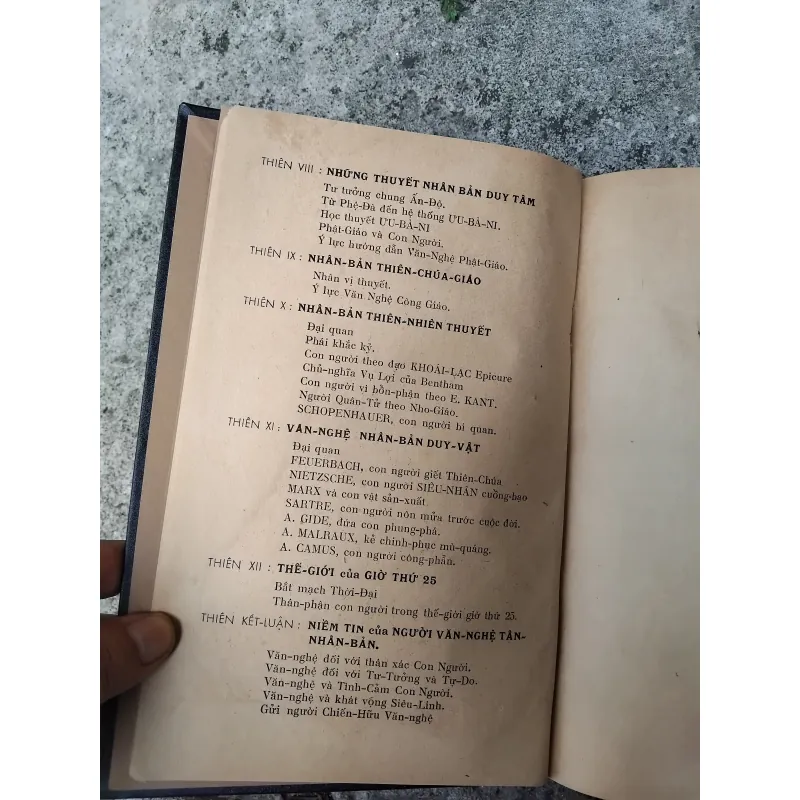 THIÊN VIII : NHỮNG THUYẾT NHÂN BẢN DUY TÂM
Tư tưởng chung Ấn-Độ.
Từ Phệ-Đà đến hệ thống ƯU-BÀ-NI.
Học thuyết ƯU-BÀ-NI
Phật-Giáo và Con Người.
Ý lực hướng dẫn Văn-Nghệ Phật-Giáo.
THIÊN IX : NHÂN-BẢN THIÊN-CHÚA-GIÁO
Nhân vị thuyết.
Ý lực Văn Nghệ Công Giáo.
THIÊN X : NHÂN-BẢN THIÊN-NHIÊN THUYẾT
Đại quan
Phái khắc kỷ.
Con người theo đạo KHOÁI-LẠC Epicure
Chủ-nghĩa Vụ Lợi của Bentham
Con người vì bổn-phận theo E. KANT.
Người Quân-Tử theo Nho-Giáo.
SCHOPENHAUER, con người bi quan.
THIÊN XI : VĂN-NGHỆ NHÂN-BẢN DUY-VẬT
Đại quan
FEUERBACH, con người giết Thiên-Chúa
NIETZSCHE, con người SIÊU-NHÂN cuồng-bạo
MARX và con vật sản-xuất
SARTRE, con người nôn mửa trước cuộc đời.
A. GIDE, đứa con phung-phá.
A. MALRAUX, kẻ chinh-phục mù-quáng.
A. CAMUS, con người công-phẫn.
THIÊN XII : THẾ-GIỚI của GIỜ THỨ 25
Bắt mạch Thời-Đại
Thân-phận con người trong thế-giới giờ thứ 25.
THIÊN KẾT-LUẬN : NIỀM TIN của NGƯỜI VĂN-NGHỆ TÂN-
NHÂN-BẢN.
Văn-nghệ đối với thân xác Con Người.
Văn-nghệ đối với Tư-Tưởng và Tự-Do.
Văn-nghệ và Tình-Cảm Con Người.
Văn-nghệ và khát vọng Siêu-Linh.
Gửi người Chiến-Hữu Văn-nghệ